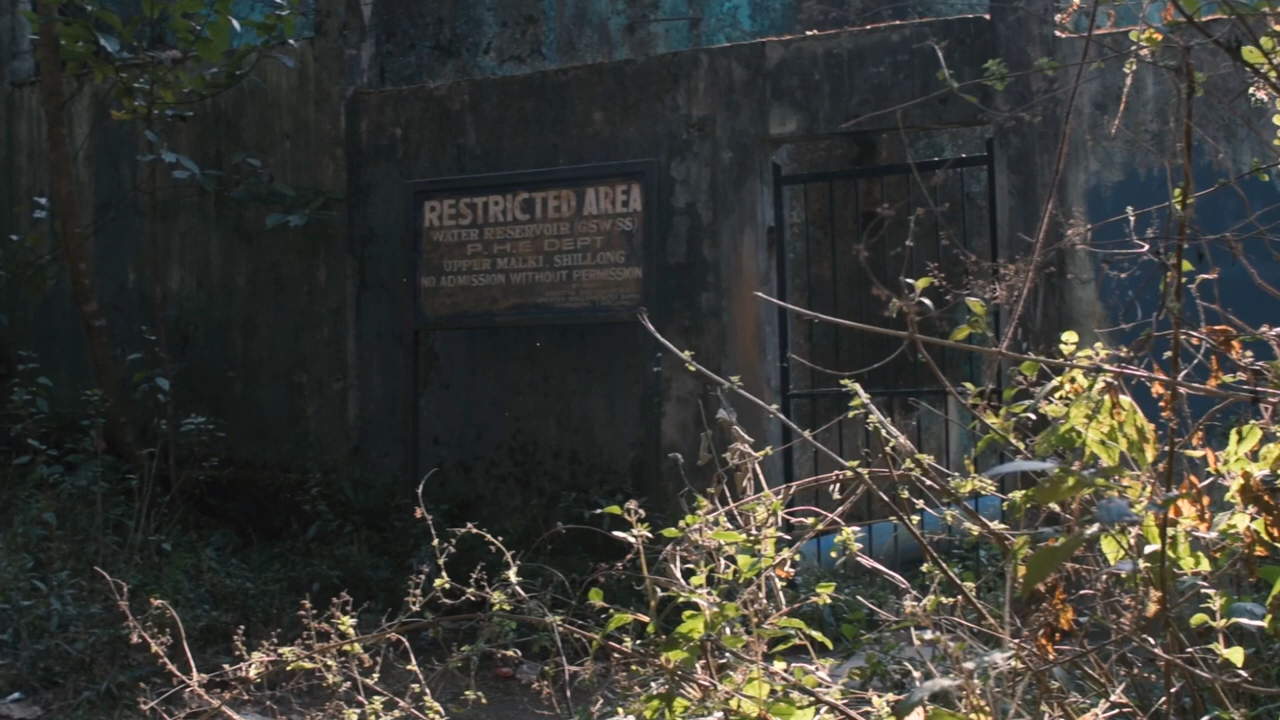 RESTRICTED AREA
WATER RESERVOIR (GSWSS)
P.H.E DEPT
UPPER MALKI, SHILLONG
NO ADMISSION WITHOUT PERMISSION